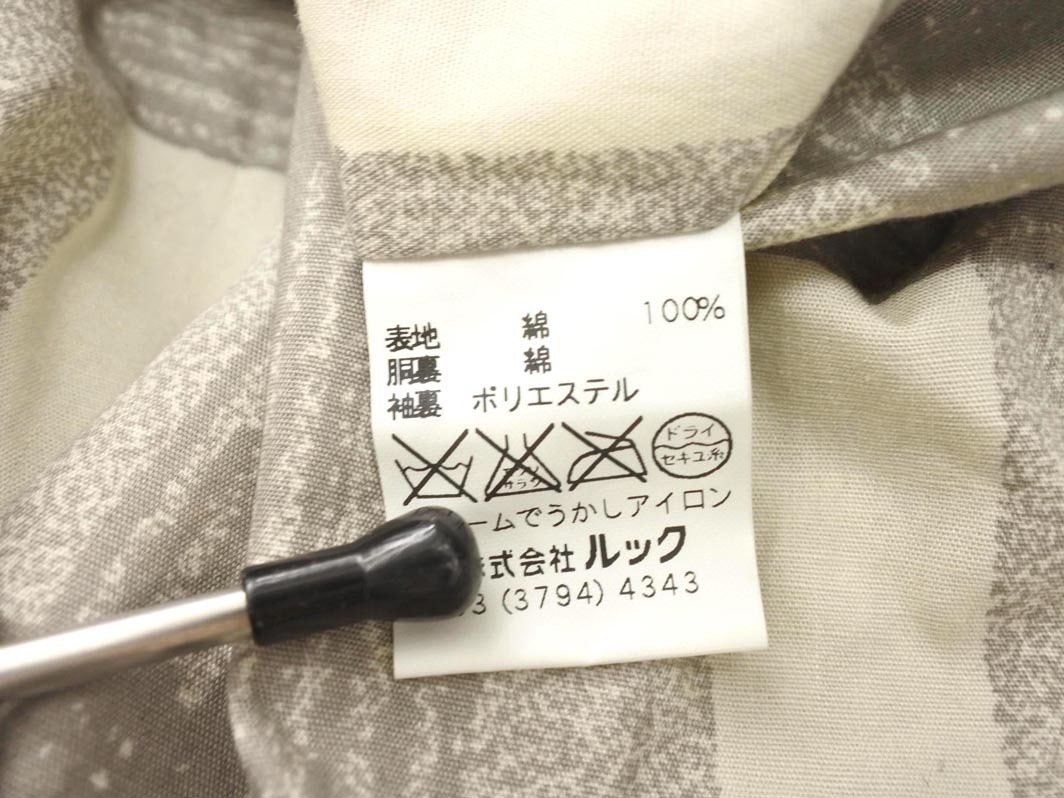 表地 綿 100%
胴裏 綿
袖裏 ポリエステル
ドライ
セキユ系
ームでうかしアイロン
式会社 ルック
3 (3794) 4343